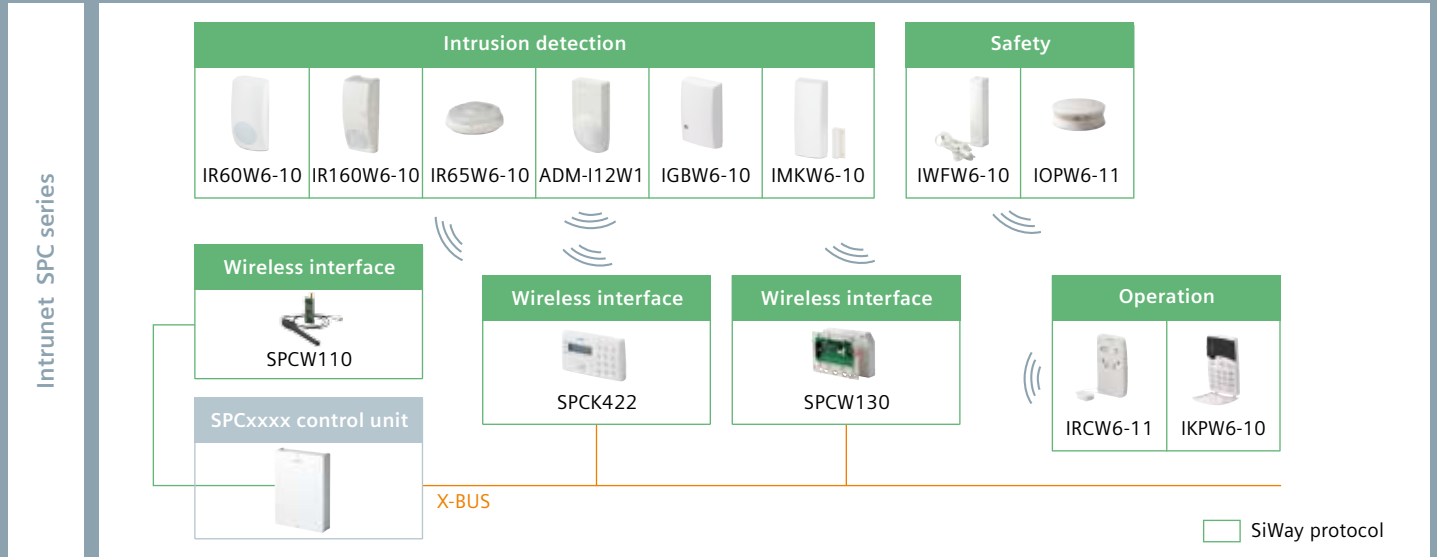 Intrunet SPC series
Intrusion detection
IR60W6-10
IR160W6-10
IR65W6-10
ADM-I12W1
IGBW6-10
IMKW6-10
Safety
IWFW6-10
IOPW6-11
Wireless interface
SPCW110
Wireless interface
SPCK422
Wireless interface
SPCW130
Operation
IRCW6-11
IKPW6-10
SPCxxxx control unit
X-BUS
SiWay protocol